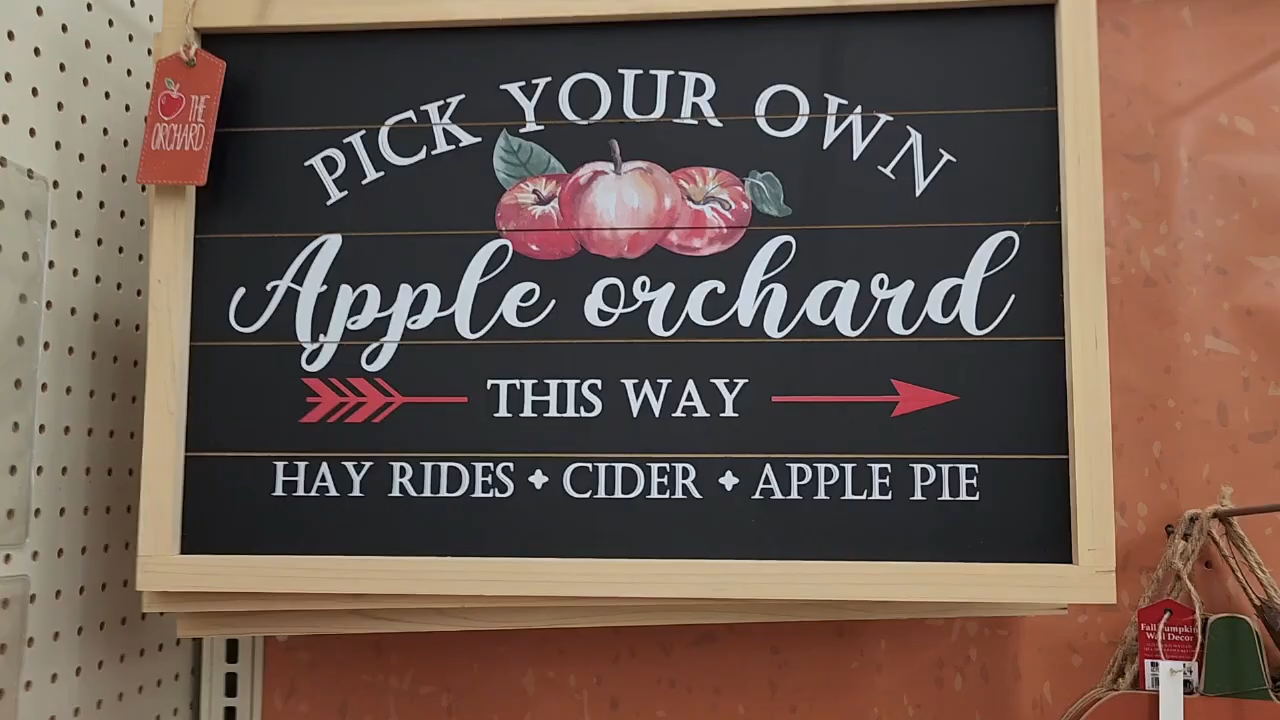 PICK YOUR OWN
Apple orchard
THIS WAY
HAY RIDES + CIDER + APPLE PIE
THE
ORCHARD
Fall Pumpkin
Wall Decor